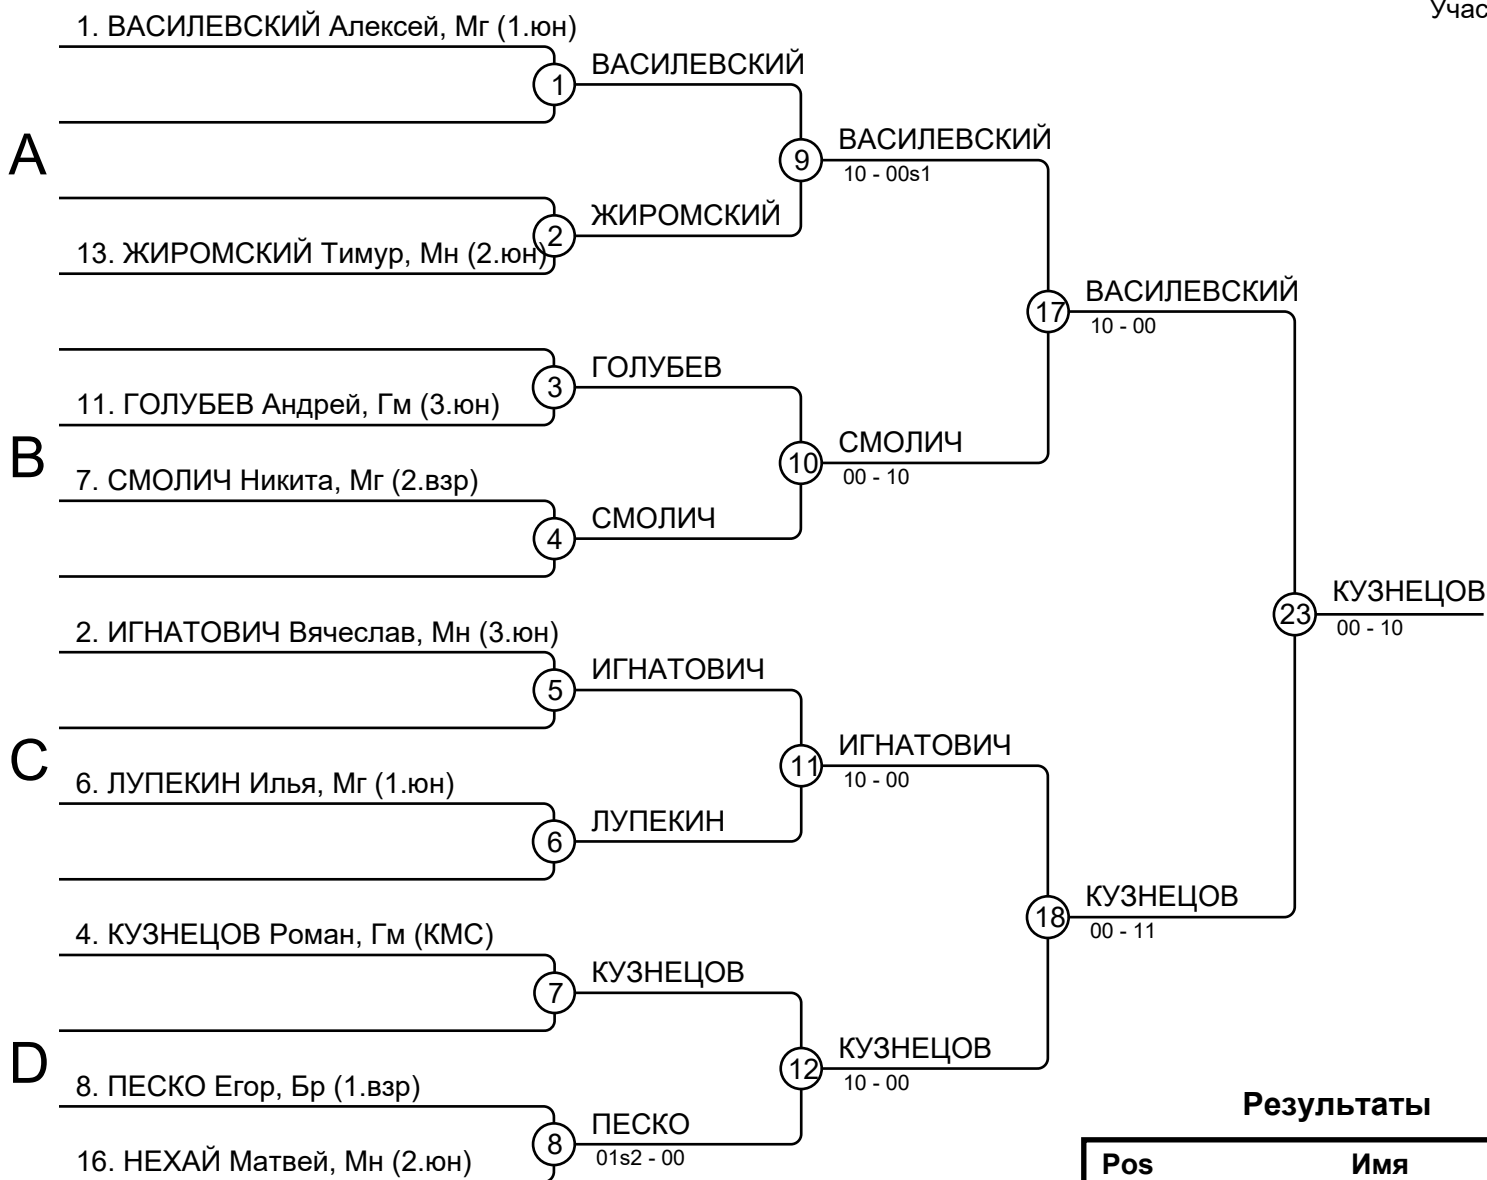 Учас
1. ВАСИЛЕВСКИЙ Алексей, Мг (1.юн)
1
ВАСИЛЕВСКИЙ
A
9
ВАСИЛЕВСКИЙ
10 - 00s1
2
ЖИРОМСКИЙ
13. ЖИРОМСКИЙ Тимур, Мн (2.юн)
17
ВАСИЛЕВСКИЙ
10 - 00
3
ГОЛУБЕВ
11. ГОЛУБЕВ Андрей, Гм (3.юн)
B
10
СМОЛИЧ
00 - 10
7. СМОЛИЧ Никита, Мг (2.взр)
4
СМОЛИЧ
23
КУЗНЕЦОВ
00 - 10
2. ИГНАТОВИЧ Вячеслав, Мн (3.юн)
5
ИГНАТОВИЧ
C
11
ИГНАТОВИЧ
10 - 00
6. ЛУПЕКИН Илья, Мг (1.юн)
6
ЛУПЕКИН
18
КУЗНЕЦОВ
00 - 11
4. КУЗНЕЦОВ Роман, Гм (КМС)
7
КУЗНЕЦОВ
D
12
КУЗНЕЦОВ
10 - 00
8. ПЕСКО Егор, Бр (1.взр)
8
ПЕСКО
01s2 - 00
16. НЕХАЙ Матвей, Мн (2.юн)
Результаты
Pos Имя